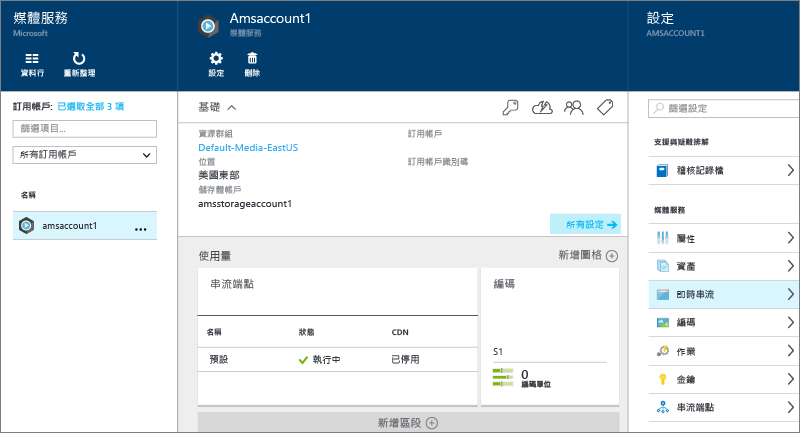 媒體服務
Microsoft
資料行
重新整理
訂用帳戶: 已選取全部 3 項
篩選項目...
所有訂用帳戶
名稱
amsaccount1
...
Amsaccount1
媒體服務
設定
刪除
基礎
資源群組
Default-Media-EastUS
位置
美國東部
儲存體帳戶
amsstorageaccount1
訂用帳戶
訂用帳戶識別碼
所有設定
使用量
新增圖格
串流端點
名稱 狀態 CDN
預設 執行中 已停用
編碼
S1
0
編碼單位
新增區段
設定
AMSACCOUNT1
篩選設定
支援與疑難排解
稽核記錄檔
媒體服務
屬性
資產
即時串流
編碼
作業
金鑰
串流端點